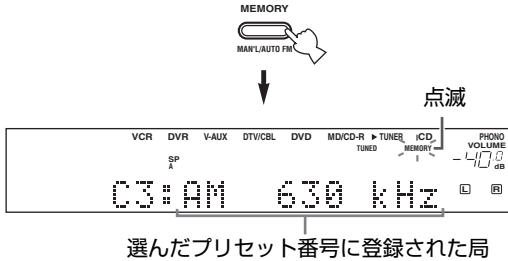 MEMORY
MAN'L/AUTO FM
点滅
VCR DVR V-AUX DTV/CBL DVD MD/CD-R ▶TUNER CD PHONO
TUNED MEMORY VOLUME
SP
A
-40.0 dB
C3:AM 630 kHz
L R
選んだプリセット番号に登録された局